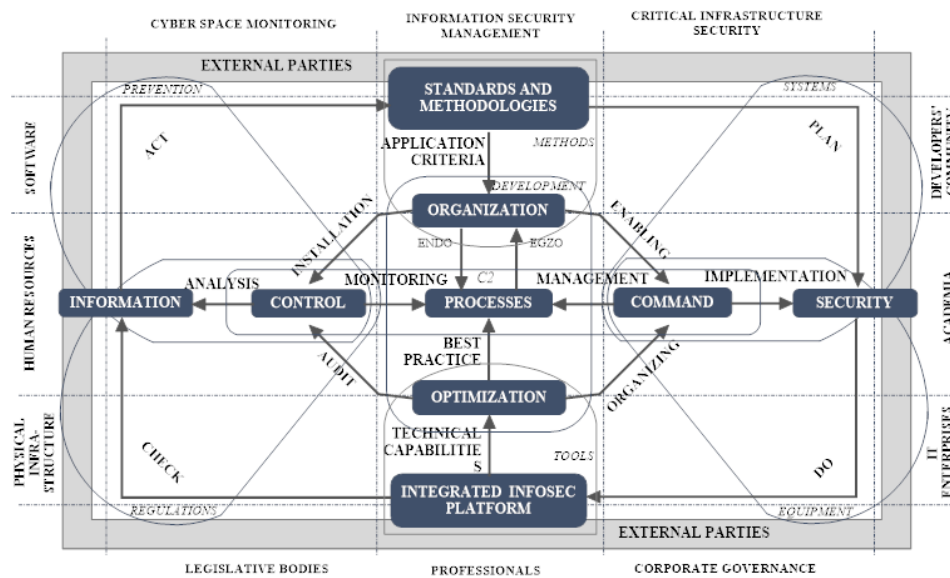 CYBER SPACE MONITORING
INFORMATION SECURITY
MANAGEMENT
CRITICAL INFRASTRUCTURE
SECURITY
EXTERNAL PARTIES
PREVENTION
STANDARDS AND
METHODOLOGIES
SYSTEMS
ACT
PLAN
SOFTWARE
DEVELOPERS'
APPLICATION
CRITERIA
METHODS
DEVELOPMENT
ORGANIZATION
INSTALLATION
ENABLING
ENDO
EGZO
HUMAN RESOURCES
ANALYSIS
MONITORING
C2
MANAGEMENT
IMPLEMENTATION
INFORMATION
CONTROL
PROCESSES
COMMAND
SECURITY
ACADEMIA
AUDIT
BEST
PRACTICE
ORGANIZING
OPTIMIZATION
PHYSICAL
INFRA-
STRUCTURE
TECHNICAL
CAPABILITIE
S
TOOLS
IT
ENTERPRISES
CHECK
DO
INTEGRATED INFOSEC
PLATFORM
REGULATIONS
EQUIPMENT
EXTERNAL PARTIES
LEGISLATIVE BODIES
PROFESSIONALS
CORPORATE GOVERNANCE